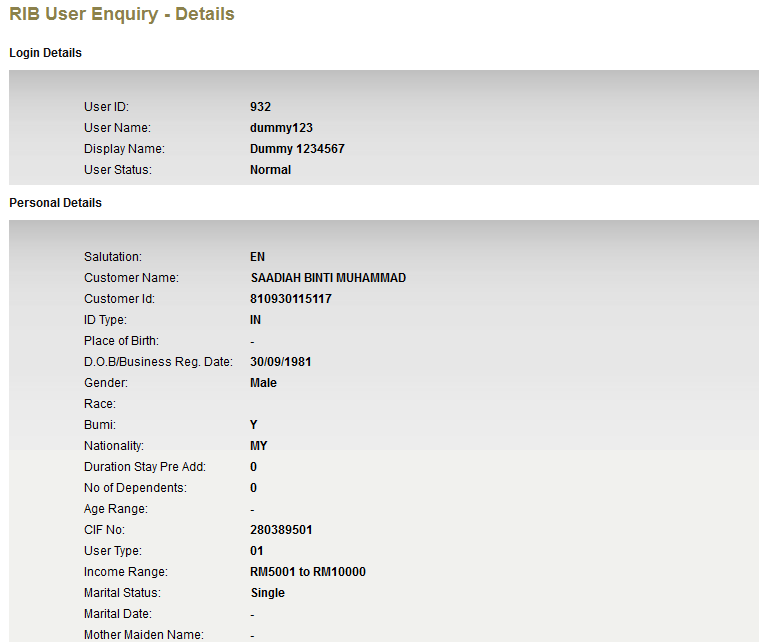 RIB User Enquiry - Details
Login Details
User ID: 932
User Name: dummy123
Display Name: Dummy 1234567
User Status: Normal
Personal Details
Salutation: EN
Customer Name: SAADIAH BINTI MUHAMMAD
Customer Id: 810930115117
ID Type: IN
Place of Birth: -
D.O.B/Business Reg. Date: 30/09/1981
Gender: Male
Race:
Bumi: Y
Nationality: MY
Duration Stay Pre Add: 0
No of Dependents: 0
Age Range: -
CIF No: 280389501
User Type: 01
Income Range: RM5001 to RM10000
Marital Status: Single
Marital Date: -
Mother Maiden Name: -